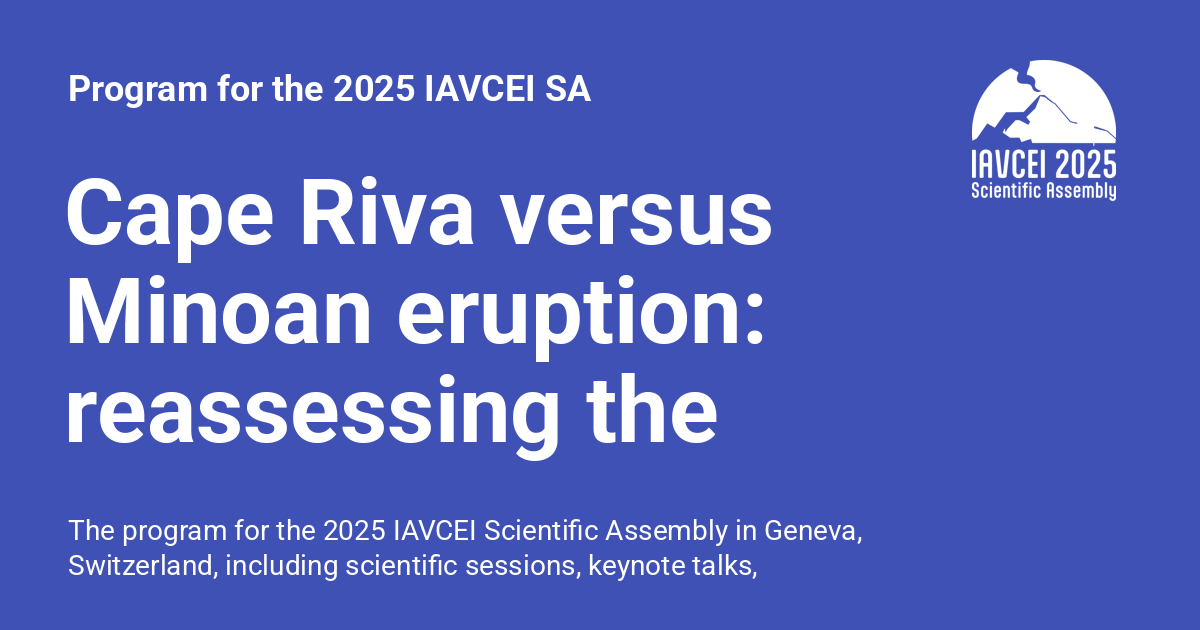 Program for the 2025 IAVCEI SA
IAVCEI 2025
Scientific Assembly
Cape Riva versus
Minoan eruption:
reassessing the
The program for the 2025 IAVCEI Scientific Assembly in Geneva,
Switzerland, including scientific sessions, keynote talks,